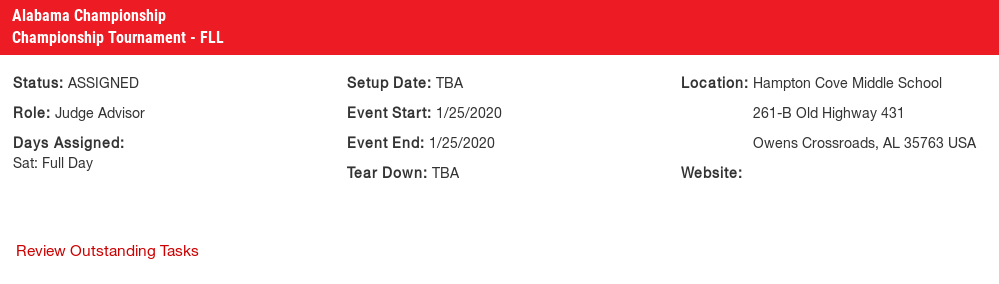 Alabama Championship
Championship Tournament - FLL
Status: ASSIGNED
Role: Judge Advisor
Days Assigned:
Sat: Full Day
Setup Date: TBA
Event Start: 1/25/2020
Event End: 1/25/2020
Tear Down: TBA
Location: Hampton Cove Middle School
261-B Old Highway 431
Owens Crossroads, AL 35763 USA
Website:
Review Outstanding Tasks